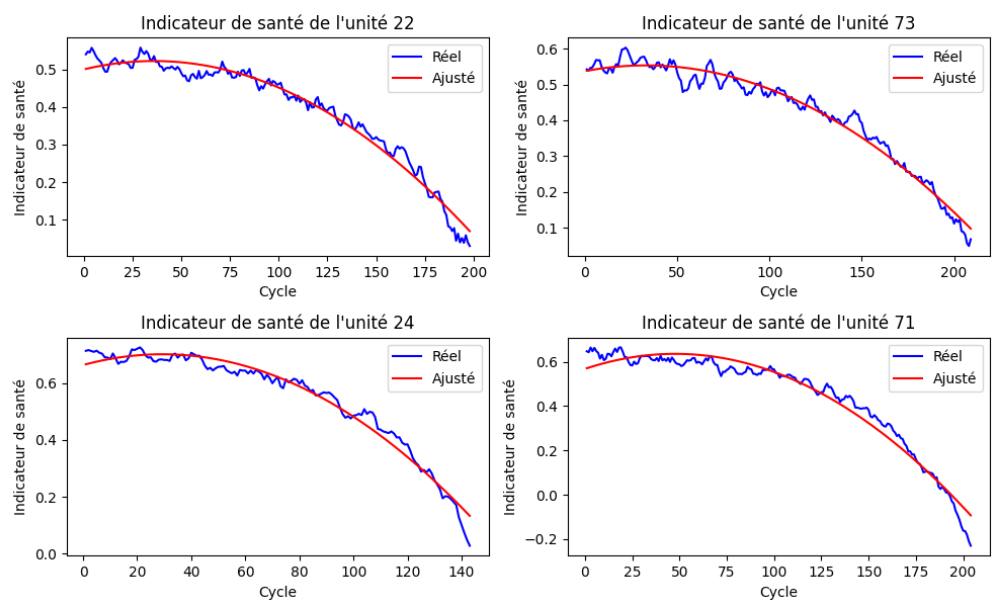 Indicateur de santé de l'unité 22
Réel
Ajusté
Indicateur de santé
0.5
0.4
0.3
0.2
0.1
0 25 50 75 100 125 150 175 200
Cycle
Indicateur de santé de l'unité 73
Réel
Ajusté
Indicateur de santé
0.6
0.5
0.4
0.3
0.2
0.1
0 50 100 150 200
Cycle
Indicateur de santé de l'unité 24
Réel
Ajusté
Indicateur de santé
0.6
0.4
0.2
0.0
0 20 40 60 80 100 120 140
Cycle
Indicateur de santé de l'unité 71
Réel
Ajusté
Indicateur de santé
0.6
0.4
0.2
0.0
−0.2
0 25 50 75 100 125 150 175 200
Cycle